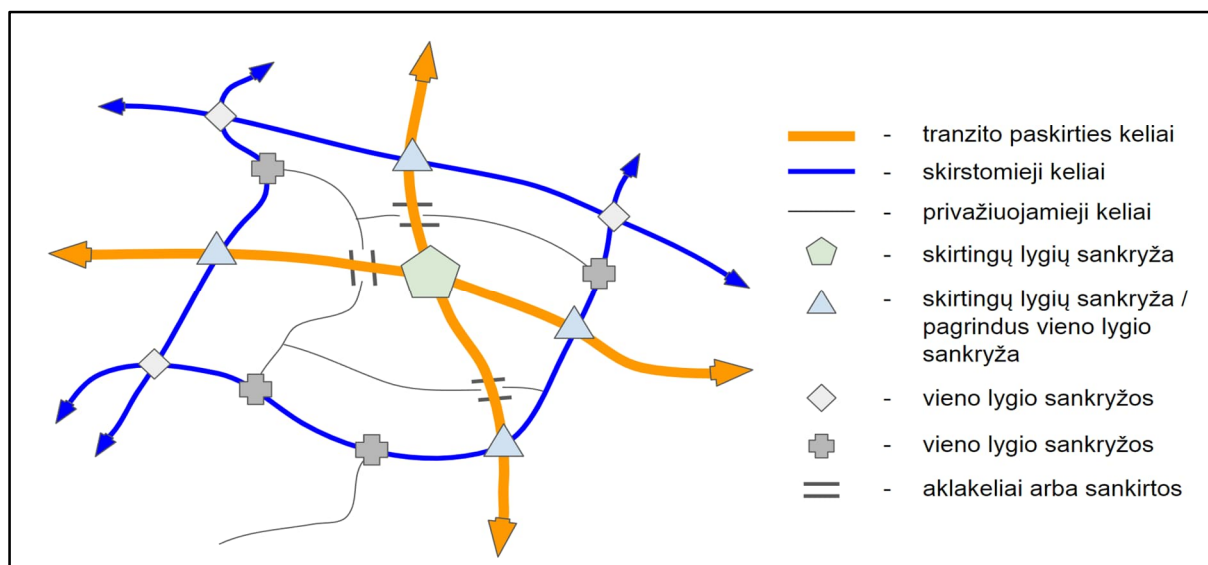 - tranzito paskirties keliai
- skirstomieji keliai
- privažiuojamieji keliai
- skirtingų lygių sankryža
- skirtingų lygių sankryža /
pagrindus vieno lygio
sankryža
- vieno lygio sankryžos
- vieno lygio sankryžos
- aklakeliai arba sankirtos